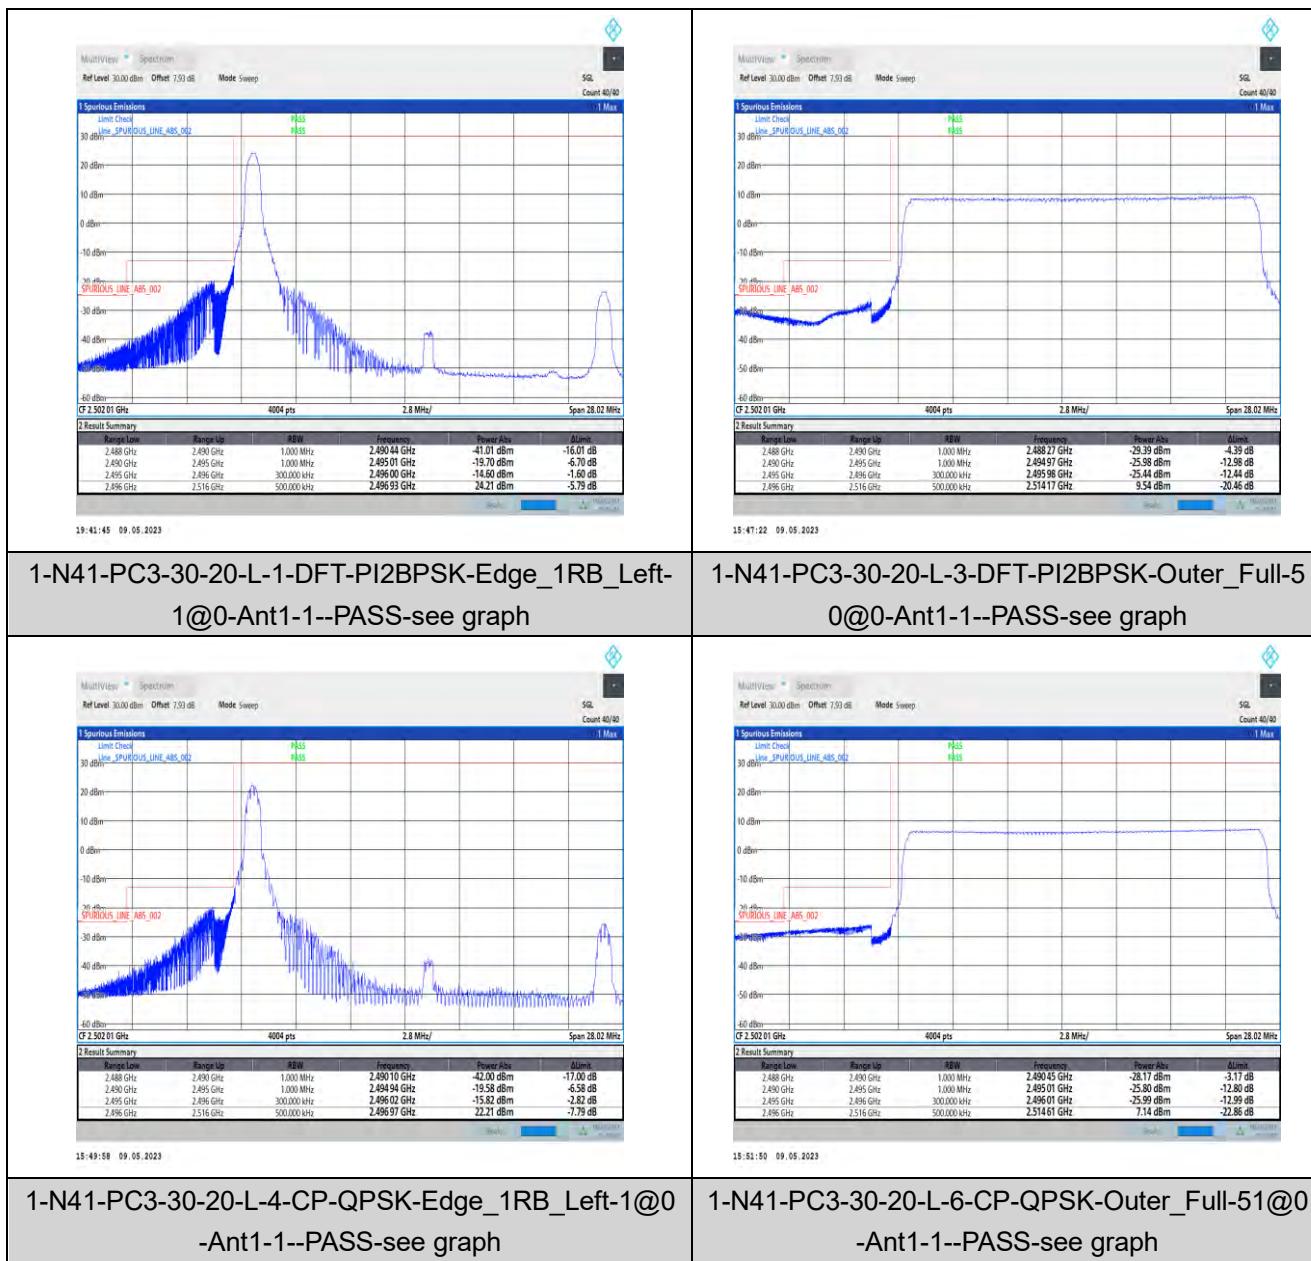 MultiView Spectrum
Ref Level 30.00 dBm Offset 7.93 dB Mode Sweep SGL
Count 40/40
1 Spurious Emissions 1 Max
Limit Check PASS
Line _SPURIOUS_LINE_ABS_002 PASS
30 dBm
20 dBm
10 dBm
0 dBm
-10 dBm
-20 dBm
_SPURIOUS_LINE_ABS_002
-30 dBm
-40 dBm
-50 dBm
-60 dBm
CF 2.502 01 GHz 4004 pts 2.8 MHz/ Span 28.02 MHz
2 Result Summary
Range Low Range Up RBW Frequency Power Abs ΔLimit
2.488 GHz 2.490 GHz 1.000 MHz 2.490 44 GHz -41.01 dBm -16.01 dB
2.490 GHz 2.495 GHz 1.000 MHz 2.495 01 GHz -19.70 dBm -6.70 dB
2.495 GHz 2.496 GHz 300.000 kHz 2.496 00 GHz -14.60 dBm -1.60 dB
2.496 GHz 2.516 GHz 500.000 kHz 2.496 93 GHz 24.21 dBm -5.79 dB
19:41:45 09.05.2023
1-N41-PC3-30-20-L-1-DFT-PI2BPSK-Edge_1RB_Left-
1@0-Ant1-1--PASS-see graph
MultiView Spectrum
Ref Level 30.00 dBm Offset 7.93 dB Mode Sweep SGL
Count 40/40
1 Spurious Emissions 1 Max
Limit Check PASS
Line _SPURIOUS_LINE_ABS_002 PASS
30 dBm
20 dBm
10 dBm
0 dBm
-10 dBm
-20 dBm
_SPURIOUS_LINE_ABS_002
-30 dBm
-40 dBm
-50 dBm
-60 dBm
CF 2.502 01 GHz 4004 pts 2.8 MHz/ Span 28.02 MHz
2 Result Summary
Range Low Range Up RBW Frequency Power Abs ΔLimit
2.488 GHz 2.490 GHz 1.000 MHz 2.488 27 GHz -29.39 dBm -4.39 dB
2.490 GHz 2.495 GHz 1.000 MHz 2.494 97 GHz -25.98 dBm -12.98 dB
2.495 GHz 2.496 GHz 300.000 kHz 2.495 98 GHz -25.44 dBm -12.44 dB
2.496 GHz 2.516 GHz 500.000 kHz 2.514 17 GHz 9.54 dBm -20.46 dB
15:47:22 09.05.2023
1-N41-PC3-30-20-L-3-DFT-PI2BPSK-Outer_Full-5
0@0-Ant1-1--PASS-see graph
MultiView Spectrum
Ref Level 30.00 dBm Offset 7.93 dB Mode Sweep SGL
Count 40/40
1 Spurious Emissions 1 Max
Limit Check PASS
Line _SPURIOUS_LINE_ABS_002 PASS
30 dBm
20 dBm
10 dBm
0 dBm
-10 dBm
-20 dBm
_SPURIOUS_LINE_ABS_002
-30 dBm
-40 dBm
-50 dBm
-60 dBm
CF 2.502 01 GHz 4004 pts 2.8 MHz/ Span 28.02 MHz
2 Result Summary
Range Low Range Up RBW Frequency Power Abs ΔLimit
2.488 GHz 2.490 GHz 1.000 MHz 2.490 10 GHz -42.00 dBm -17.00 dB
2.490 GHz 2.495 GHz 1.000 MHz 2.494 94 GHz -19.58 dBm -6.58 dB
2.495 GHz 2.496 GHz 300.000 kHz 2.496 02 GHz -15.82 dBm -2.82 dB
2.496 GHz 2.516 GHz 500.000 kHz 2.496 97 GHz 22.21 dBm -7.79 dB
15:49:58 09.05.2023
1-N41-PC3-30-20-L-4-CP-QPSK-Edge_1RB_Left-1@0
-Ant1-1--PASS-see graph
MultiView Spectrum
Ref Level 30.00 dBm Offset 7.93 dB Mode Sweep SGL
Count 40/40
1 Spurious Emissions 1 Max
Limit Check PASS
Line _SPURIOUS_LINE_ABS_002 PASS
30 dBm
20 dBm
10 dBm
0 dBm
-10 dBm
-20 dBm
_SPURIOUS_LINE_ABS_002
-30 dBm
-40 dBm
-50 dBm
-60 dBm
CF 2.502 01 GHz 4004 pts 2.8 MHz/ Span 28.02 MHz
2 Result Summary
Range Low Range Up RBW Frequency Power Abs ΔLimit
2.488 GHz 2.490 GHz 1.000 MHz 2.490 45 GHz -28.17 dBm -3.17 dB
2.490 GHz 2.495 GHz 1.000 MHz 2.495 01 GHz -25.80 dBm -12.80 dB
2.495 GHz 2.496 GHz 300.000 kHz 2.496 01 GHz -25.99 dBm -12.99 dB
2.496 GHz 2.516 GHz 500.000 kHz 2.514 61 GHz 7.14 dBm -22.86 dB
15:51:50 09.05.2023
1-N41-PC3-30-20-L-6-CP-QPSK-Outer_Full-51@0
-Ant1-1--PASS-see graph